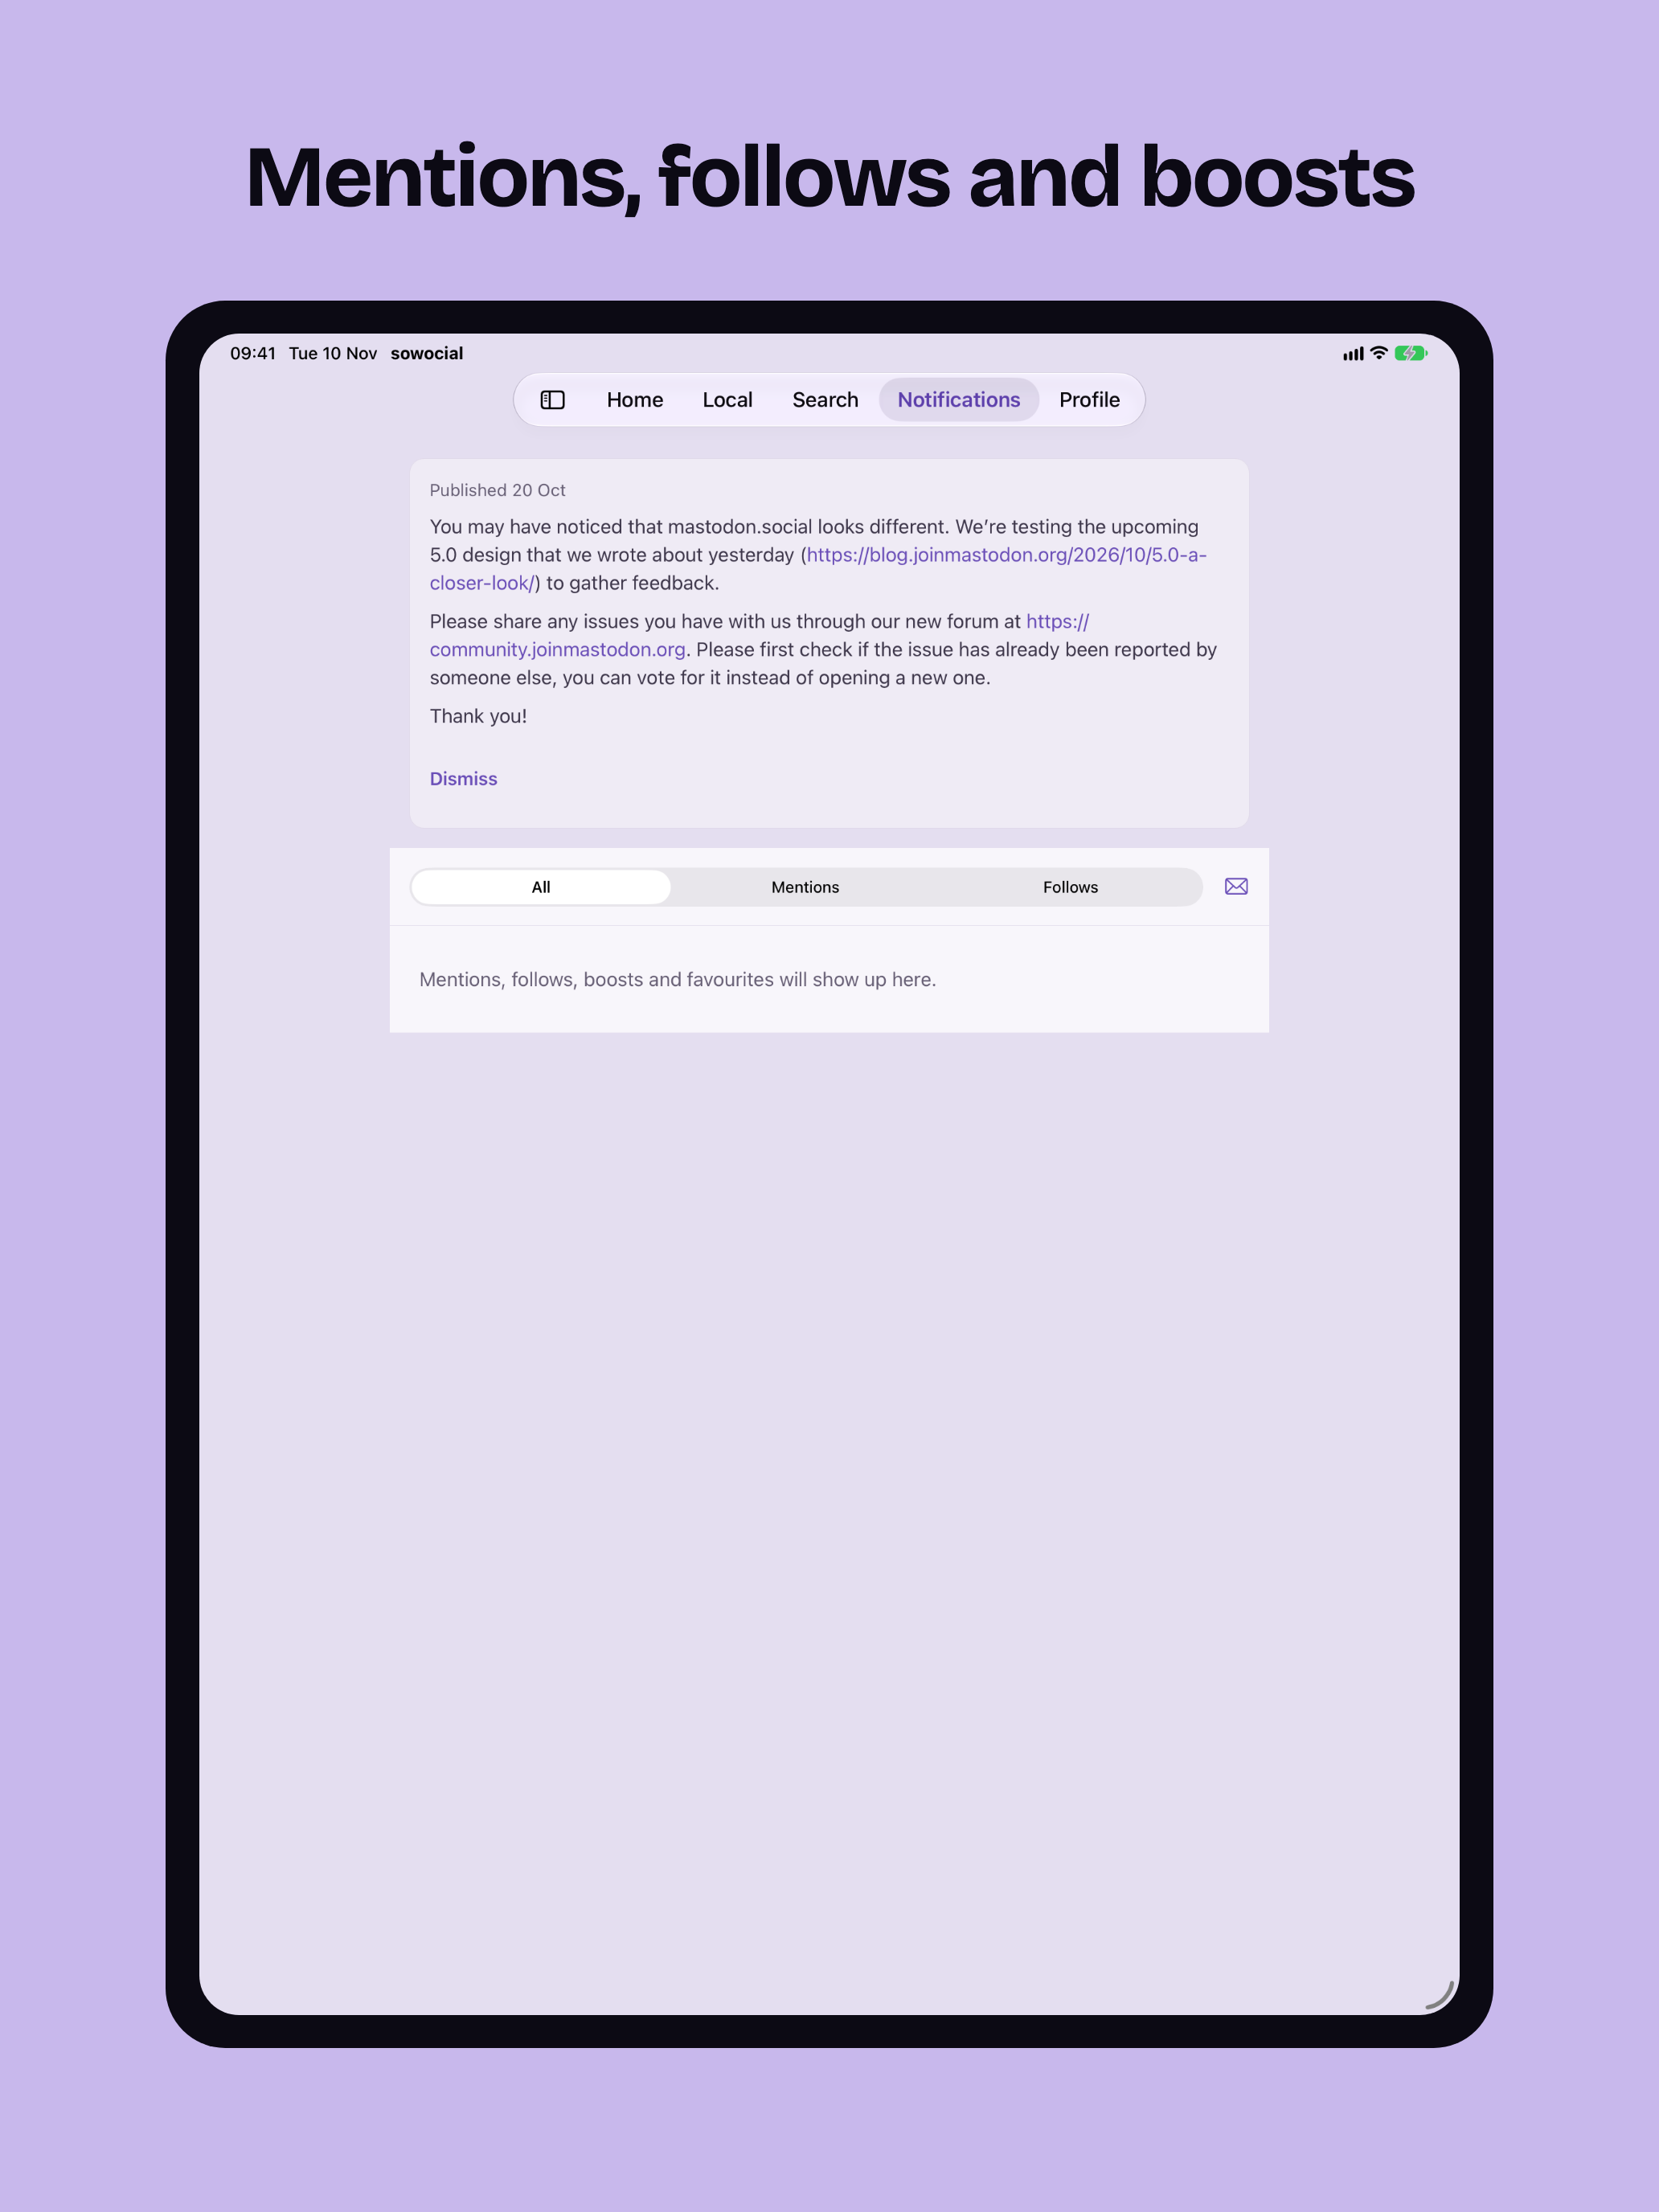 Mentions, follows and boosts
09:41 Tue 10 Nov sowocial
Home Local Search Notifications Profile
Published 20 Oct
You may have noticed that mastodon.social looks different. We’re testing the upcoming
5.0 design that we wrote about yesterday (https://blog.joinmastodon.org/2026/10/5.0-a-
closer-look/) to gather feedback.
Please share any issues you have with us through our new forum at https://
community.joinmastodon.org. Please first check if the issue has already been reported by
someone else, you can vote for it instead of opening a new one.
Thank you!
Dismiss
All Mentions Follows
Mentions, follows, boosts and favourites will show up here.